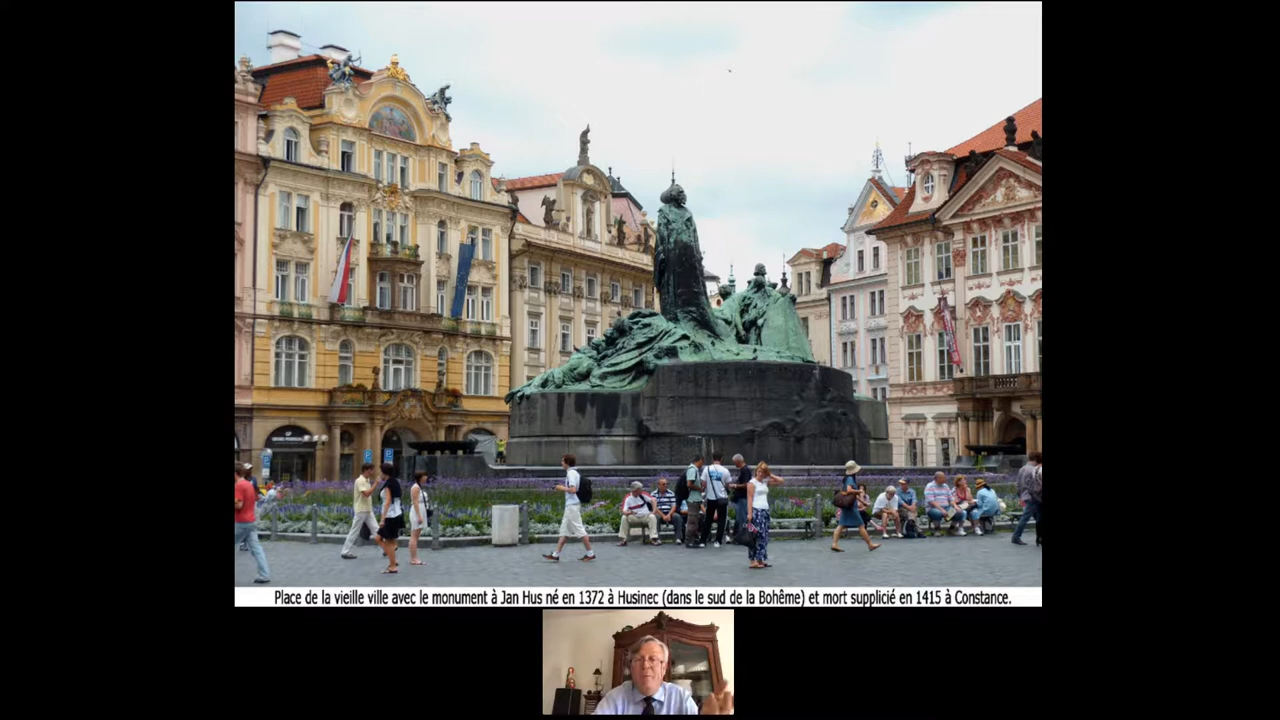 Place de la vieille ville avec le monument à Jan Hus né en 1372 à Husinec (dans le sud de la Bohême) et mort supplicié en 1415 à Constance.